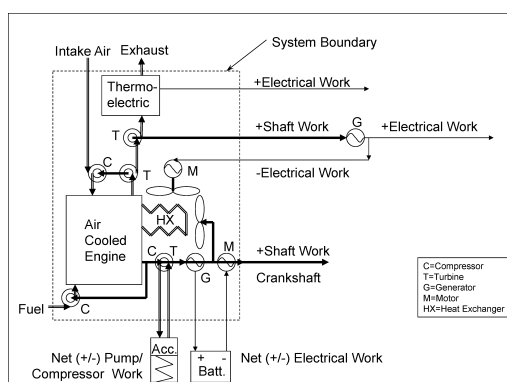 Intake Air
Exhaust
System Boundary
Thermo-
electric
+Electrical Work
T
+Shaft Work
G
+Electrical Work
C
T
M
-Electrical Work
Air
Cooled
Engine
HX
C
T
M
+Shaft Work
G
Crankshaft
Fuel
C
C=Compressor
T=Turbine
G=Generator
M=Motor
HX=Heat Exchanger
Net (+/-) Pump/
Compressor Work
Acc.
+ -
Batt.
Net (+/-) Electrical Work